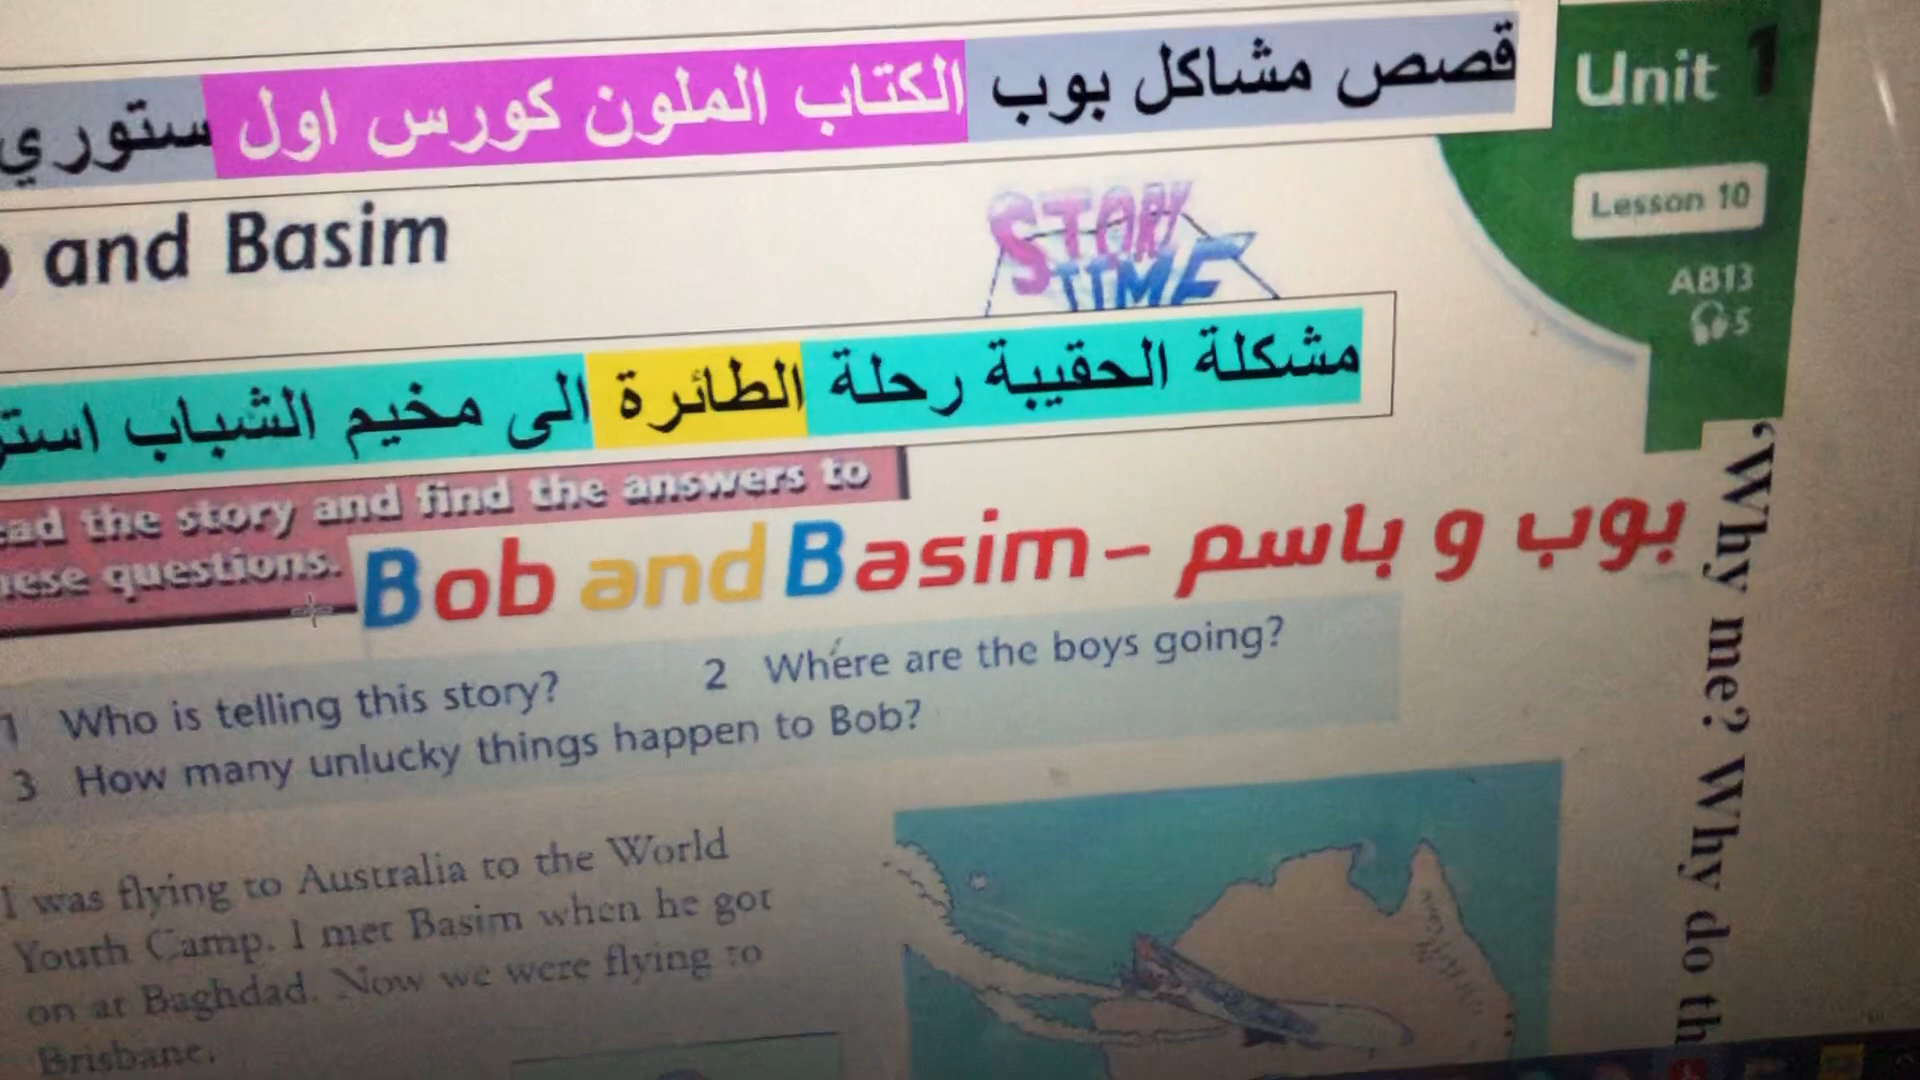 قصص مشاكل بوب الكتاب الملون كورس اول ستوري
Unit 1
Lesson 10
AB13
5
and Basim
STORY
TIME
مشكلة الحقيبة رحلة الطائرة الى مخيم الشباب
the story and find the answers to
questions.
Bob and Basim - بوب و باسم
1 Who is telling this story? 2 Where are the boys going?
3 How many unlucky things happen to Bob?
I was flying to Australia to the World
Youth Camp. I met Basim when he got
on at Baghdad. Now we were flying to
Brisbane.
'Why me? Why do